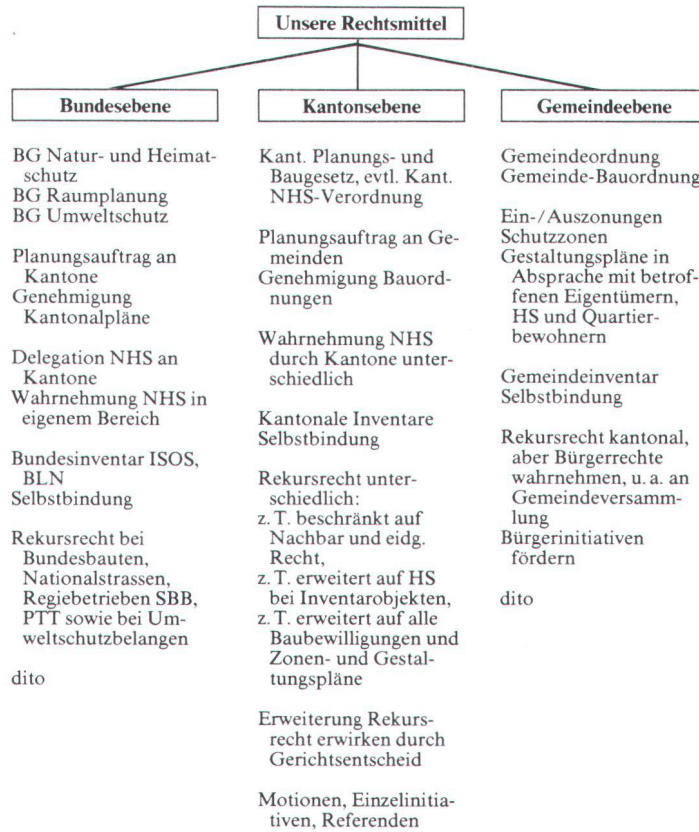 Unsere Rechtsmittel
Bundesebene
BG Natur- und Heimat-
schutz
BG Raumplanung
BG Umweltschutz
Planungsauftrag an
Kantone
Genehmigung
Kantonalpläne
Delegation NHS an
Kantone
Wahrnehmung NHS in
eigenem Bereich
Bundesinventar ISOS,
BLN
Selbstbindung
Rekursrecht bei
Bundesbauten,
Nationalstrassen,
Regiebetrieben SBB,
PTT sowie bei Um-
weltschutzbelangen
dito
Kantonsebene
Kant. Planungs- und
Baugesetz, evtl. Kant.
NHS-Verordnung
Planungsauftrag an Ge-
meinden
Genehmigung Bauord-
nungen
Wahrnehmung NHS
durch Kantone unter-
schiedlich
Kantonale Inventare
Selbstbindung
Rekursrecht unter-
schiedlich:
z. T. beschränkt auf
Nachbar und eidg.
Recht,
z. T. erweitert auf HS
bei Inventarobjekten,
z. T. erweitert auf alle
Baubewilligungen und
Zonen- und Gestal-
tungspläne
Erweiterung Rekurs-
recht erwirken durch
Gerichtsentscheid
Motionen, Einzelinitia-
tiven, Referenden
Gemeindeebene
Gemeindeordnung
Gemeinde-Bauordnung
Ein-/Auszonungen
Schutzzonen
Gestaltungspläne in
Absprache mit betrof-
fenen Eigentümern,
HS und Quartier-
bewohnern
Gemeindeinventar
Selbstbindung
Rekursrecht kantonal,
aber Bürgerrechte
wahrnehmen, u. a. an
Gemeindeversamm-
lung
Bürgerinitiativen
fördern
dito